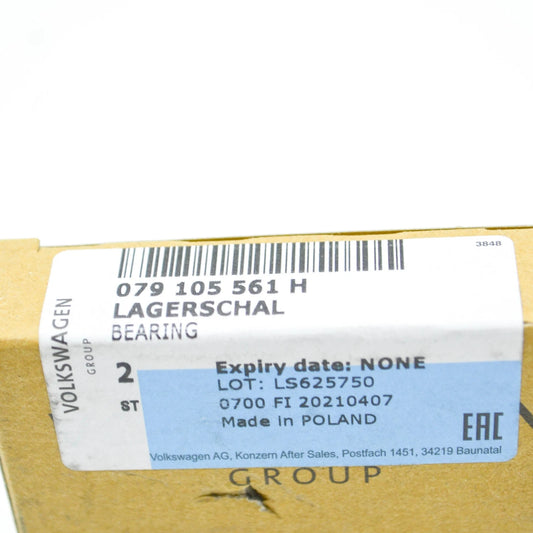 3848
079 105 561 H
LAGERSCHAL
BEARING
VOLKSWAGEN
GROUP
2
ST
Expiry date: NONE
LOT: LS625750
0700 FI 20210407
Made in POLAND
EAC
Volkswagen AG, Konzern After Sales, Postfach 1451, 34219 Baunatal
GROUP